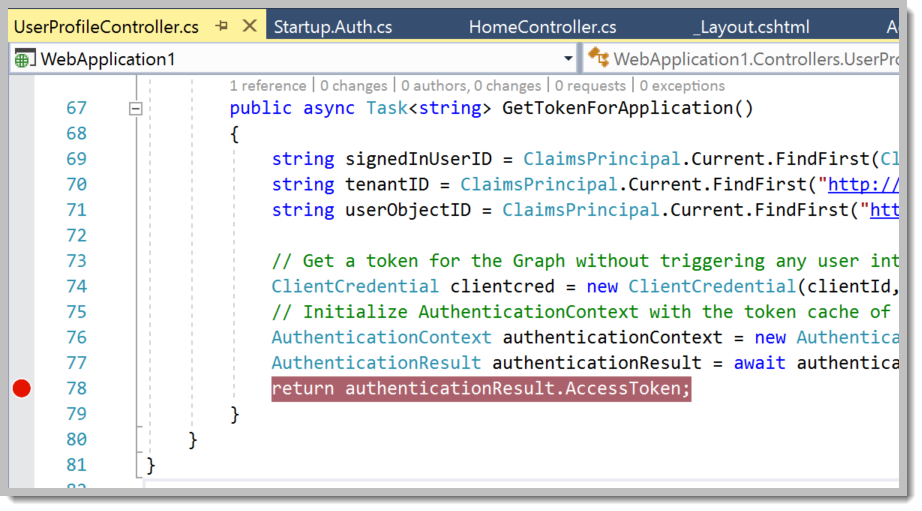 UserProfileController.cs Startup.Auth.cs HomeController.cs _Layout.cshtml A
WebApplication1 WebApplication1.Controllers.UserPro
1 reference | 0 changes | 0 authors, 0 changes | 0 requests | 0 exceptions
67 public async Task<string> GetTokenForApplication()
68 {
69 string signedInUserID = ClaimsPrincipal.Current.FindFirst(Cl
70 string tenantID = ClaimsPrincipal.Current.FindFirst("http://
71 string userObjectID = ClaimsPrincipal.Current.FindFirst("htt
72
73 // Get a token for the Graph without triggering any user int
74 ClientCredential clientcred = new ClientCredential(clientId,
75 // Initialize AuthenticationContext with the token cache of
76 AuthenticationContext authenticationContext = new Authentica
77 AuthenticationResult authenticationResult = await authentica
78 return authenticationResult.AccessToken;
79 }
80 }
81 }